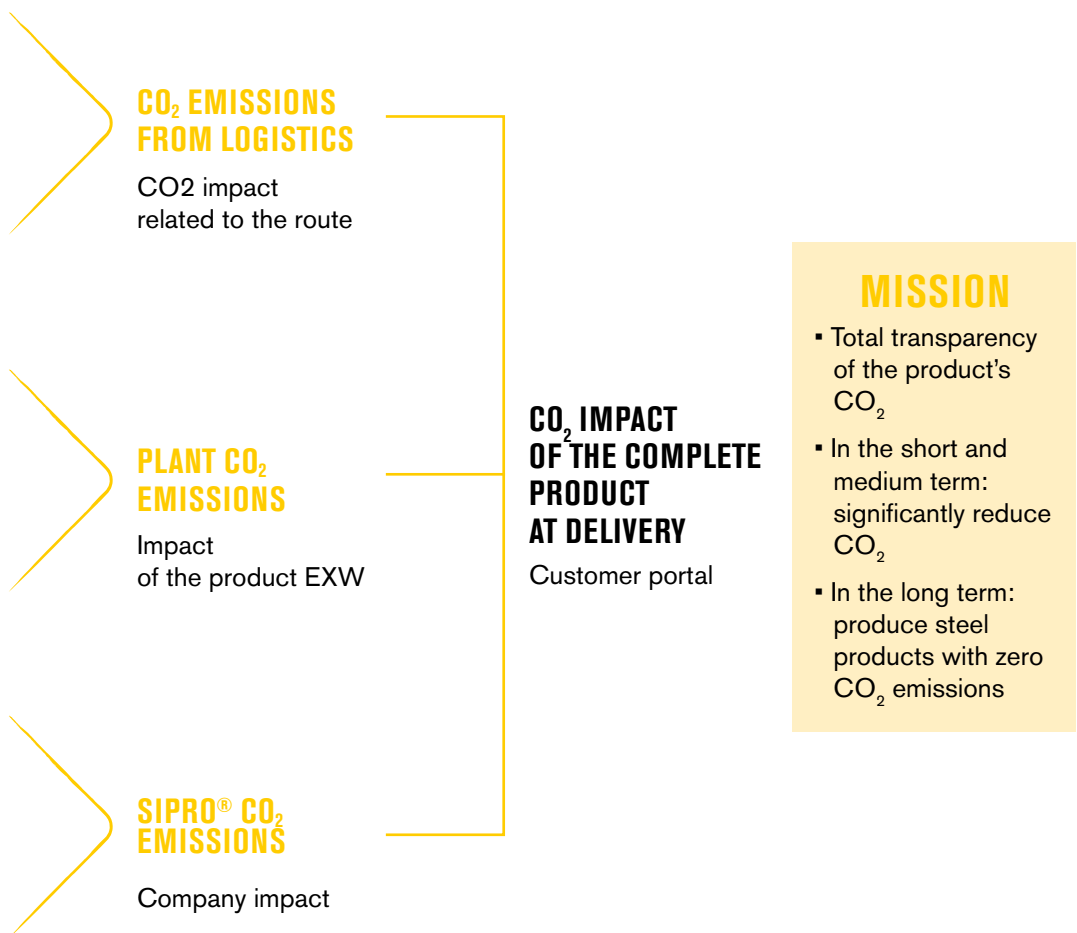 CO₂ EMISSIONS
FROM LOGISTICS
CO2 impact
related to the route
PLANT CO₂
EMISSIONS
Impact
of the product EXW
SIPRO® CO₂
EMISSIONS
Company impact
CO₂ IMPACT
OF THE COMPLETE
PRODUCT
AT DELIVERY
Customer portal
MISSION
▪ Total transparency
of the product’s
CO₂
▪ In the short and
medium term:
significantly reduce
CO₂
▪ In the long term:
produce steel
products with zero
CO₂ emissions